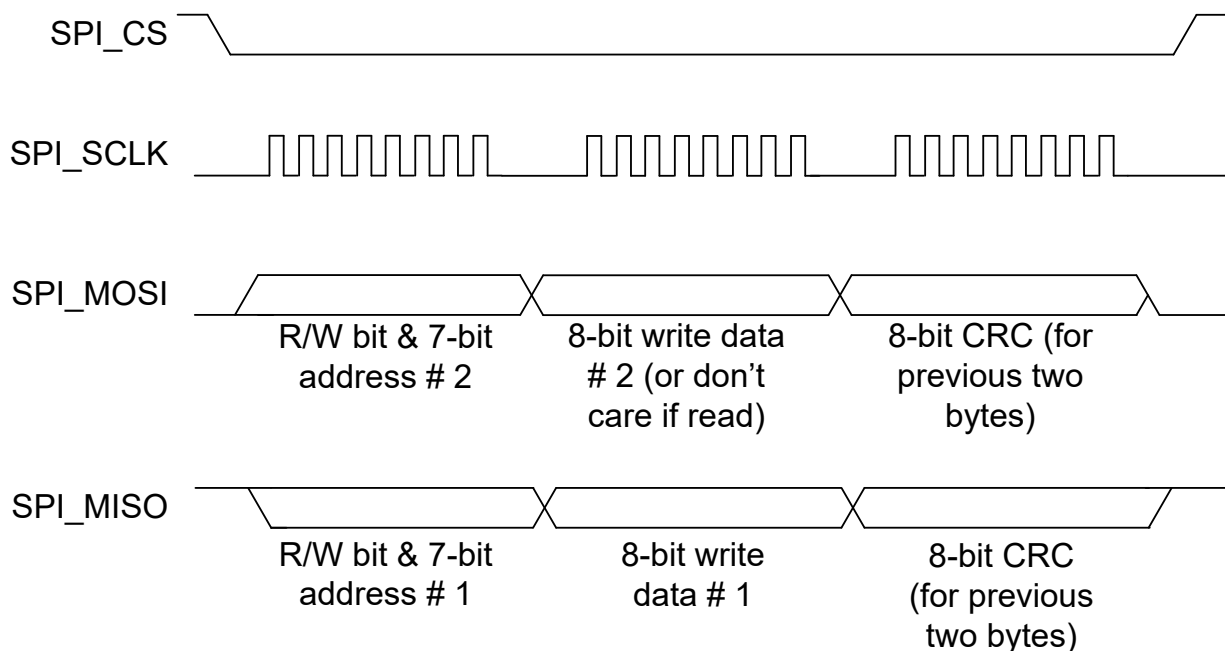 SPI_CS
SPI_SCLK
SPI_MOSI
R/W bit & 7-bit
address # 2
8-bit write data
# 2 (or don’t
care if read)
8-bit CRC (for
previous two
bytes)
SPI_MISO
R/W bit & 7-bit
address # 1
8-bit write
data # 1
8-bit CRC
(for previous
two bytes)